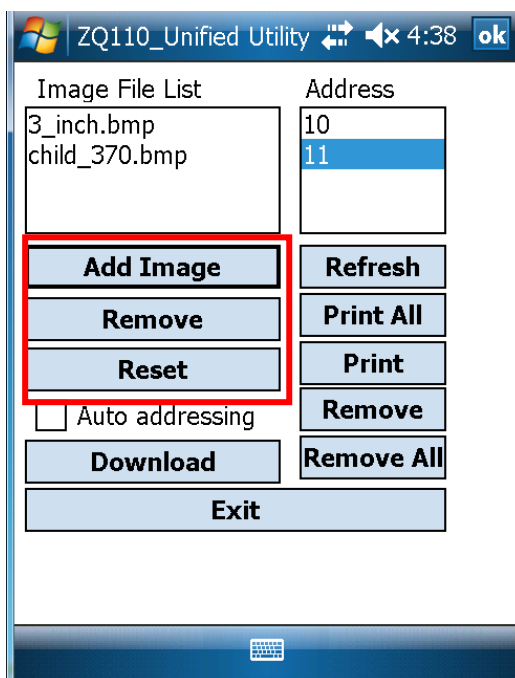 ZQ110_Unified Utility 4:38 ok
Image File List
3_inch.bmp
child_370.bmp
Address
10
11
Add Image
Remove
Reset
Auto addressing
Download
Refresh
Print All
Print
Remove
Remove All
Exit